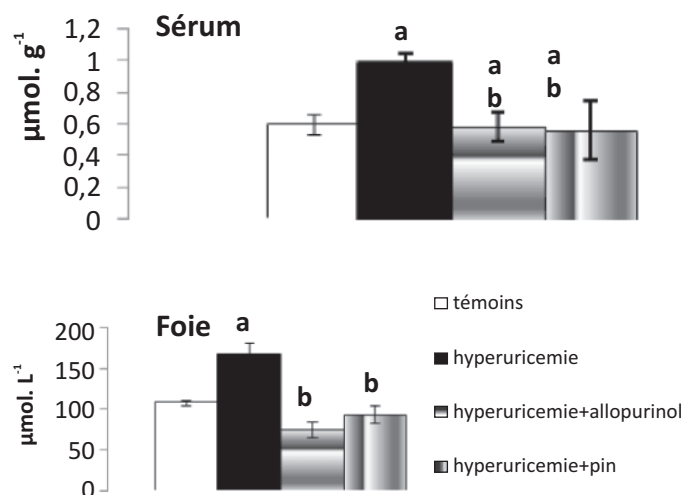 Sérum
µmol. g⁻¹
1,2
1
0,8
0,6
0,4
0,2
0
a
a
b
a
b
Foie
µmol. L⁻¹
200
150
100
50
0
a
b
b
témoins
hyperuricemie
hyperuricemie+allopurinol
hyperuricemie+pin